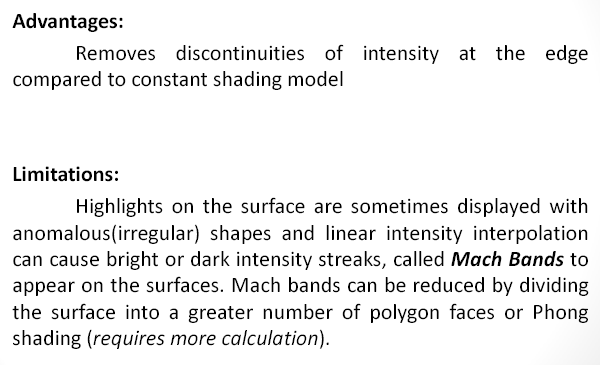 Advantages:
Removes discontinuities of intensity at the edge
compared to constant shading model
Limitations:
Highlights on the surface are sometimes displayed with
anomalous(irregular) shapes and linear intensity interpolation
can cause bright or dark intensity streaks, called Mach Bands to
appear on the surfaces. Mach bands can be reduced by dividing
the surface into a greater number of polygon faces or Phong
shading (requires more calculation).